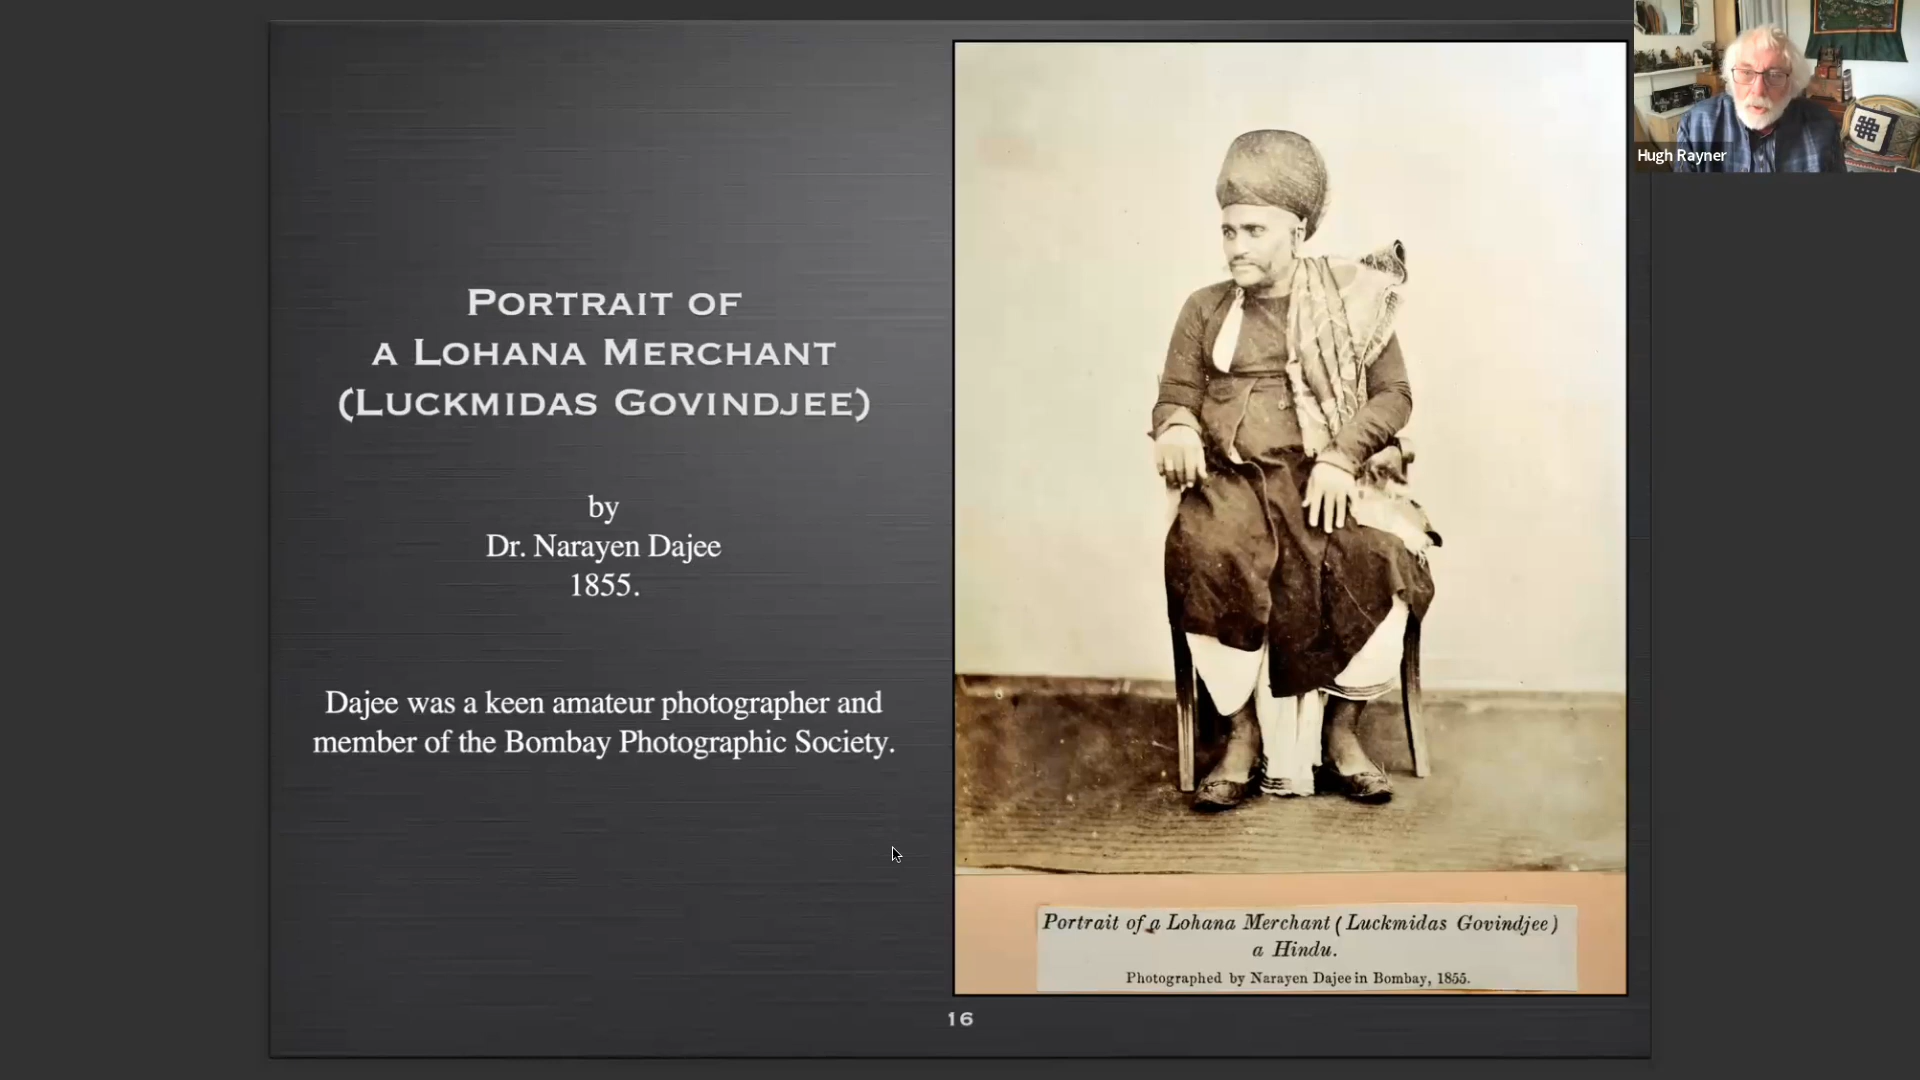 PORTRAIT OF
A LOHANA MERCHANT
(LUCKMIDAS GOVINDJEE)
by
Dr. Narayen Dajee
1855.
Dajee was a keen amateur photographer and
member of the Bombay Photographic Society.
Portrait of a Lohana Merchant (Luckmidas Govindjee)
a Hindu.
Photographed by Narayen Dajee in Bombay, 1855.
16
Hugh Rayner